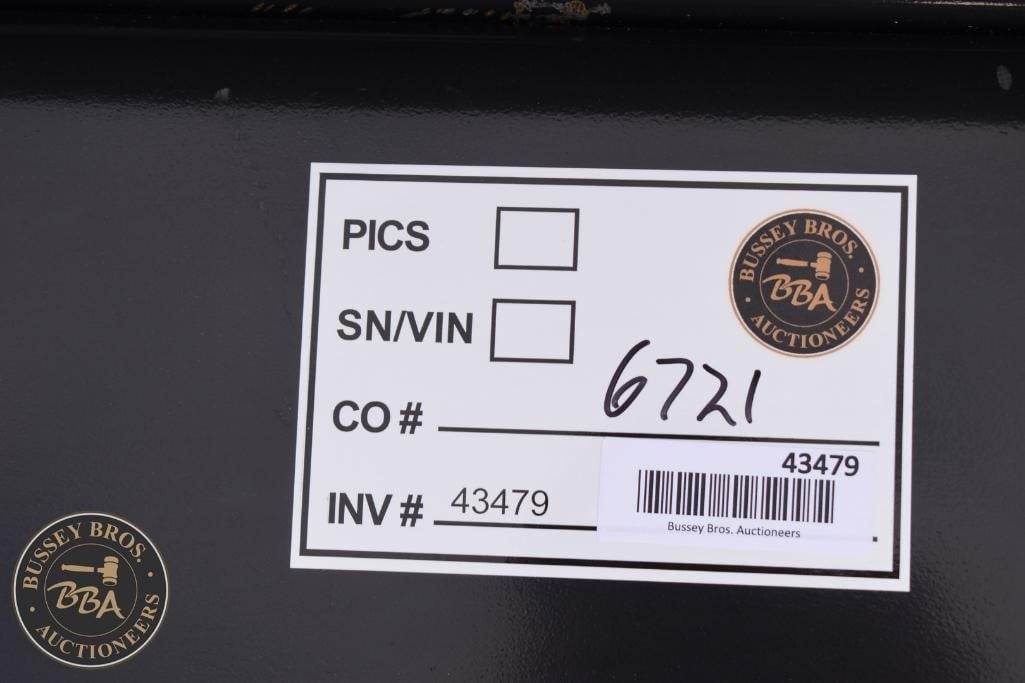 PICS
BUSSEY BROS.
BBA
AUCTIONEERS
SN/VIN
CO # 6721
INV # 43479
43479
Bussey Bros. Auctioneers
BUSSEY BROS.
BBA
AUCTIONEERS